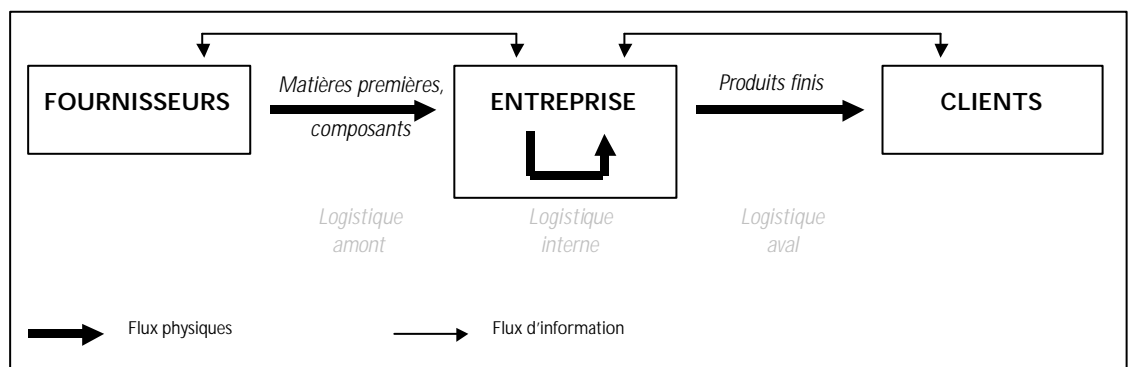 FOURNISSEURS
Matières premières,
composants
ENTREPRISE
Produits finis
CLIENTS
Logistique
amont
Logistique
interne
Logistique
aval
Flux physiques
Flux d'information